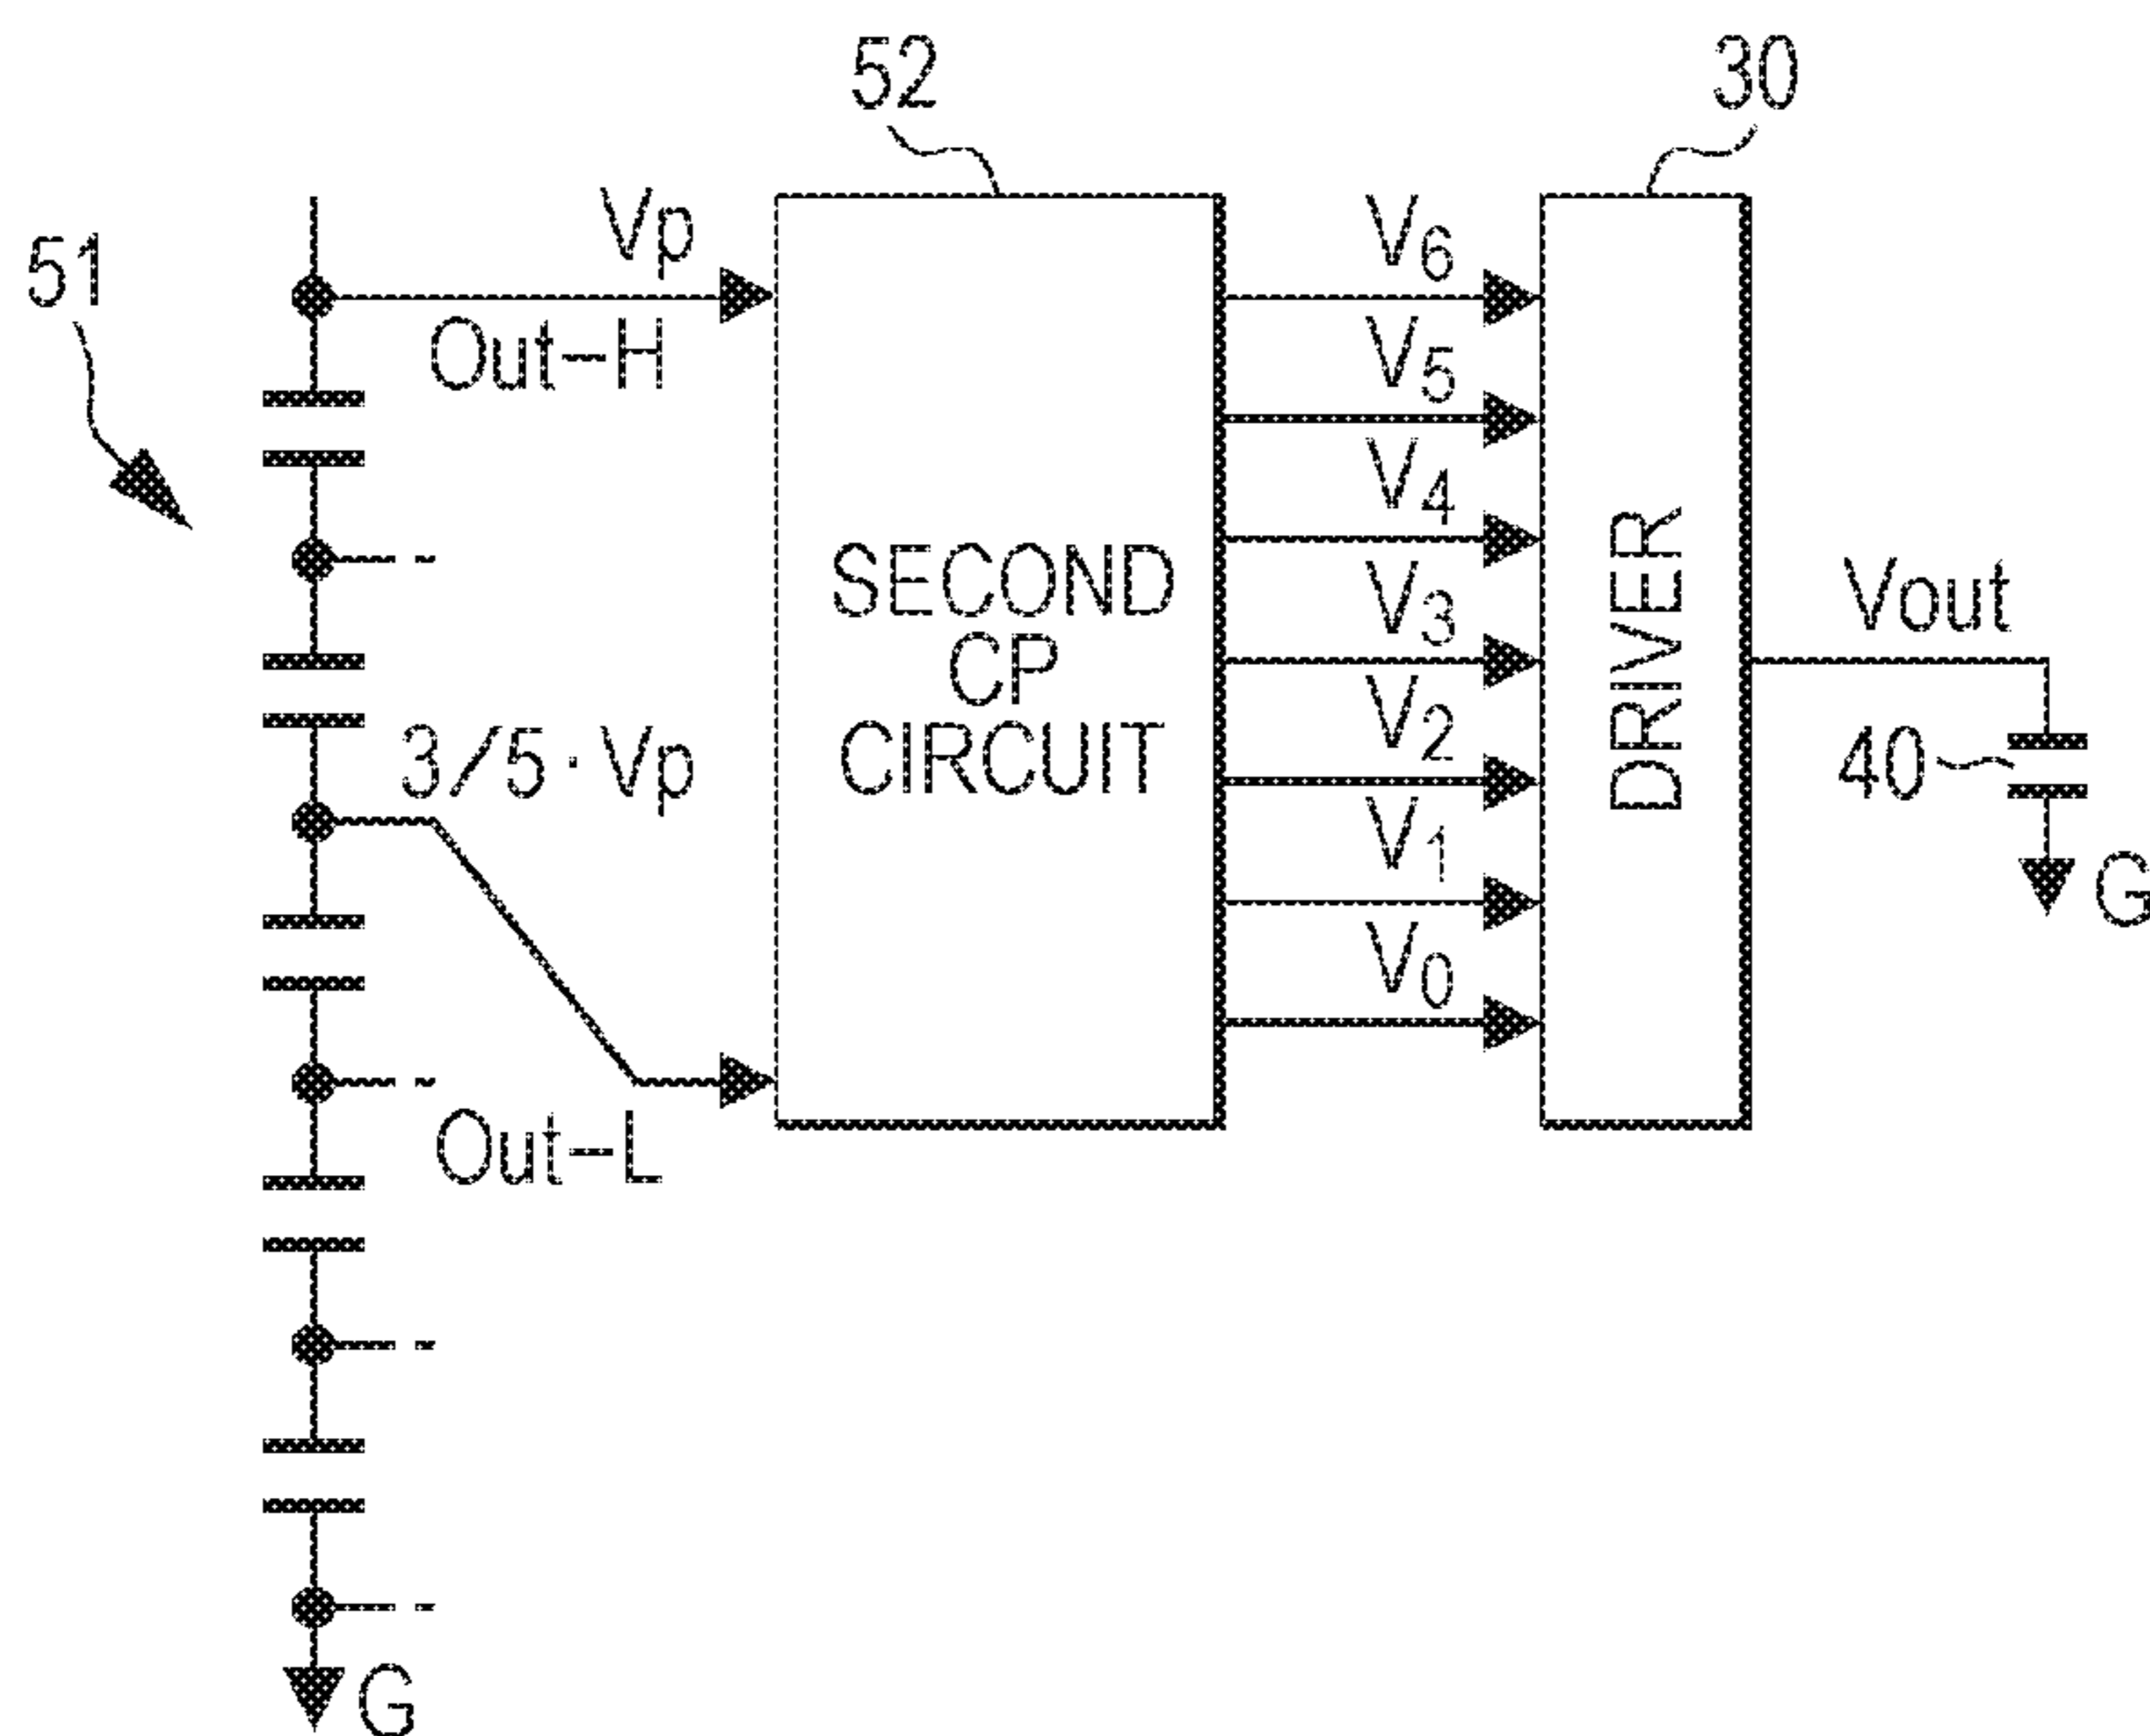 52
30
51
Vp
Out-H
V6
V5
V4
V3
V2
V1
V0
SECOND
CP
CIRCUIT
DRIVER
Vout
40
G
3/5·Vp
Out-L
G